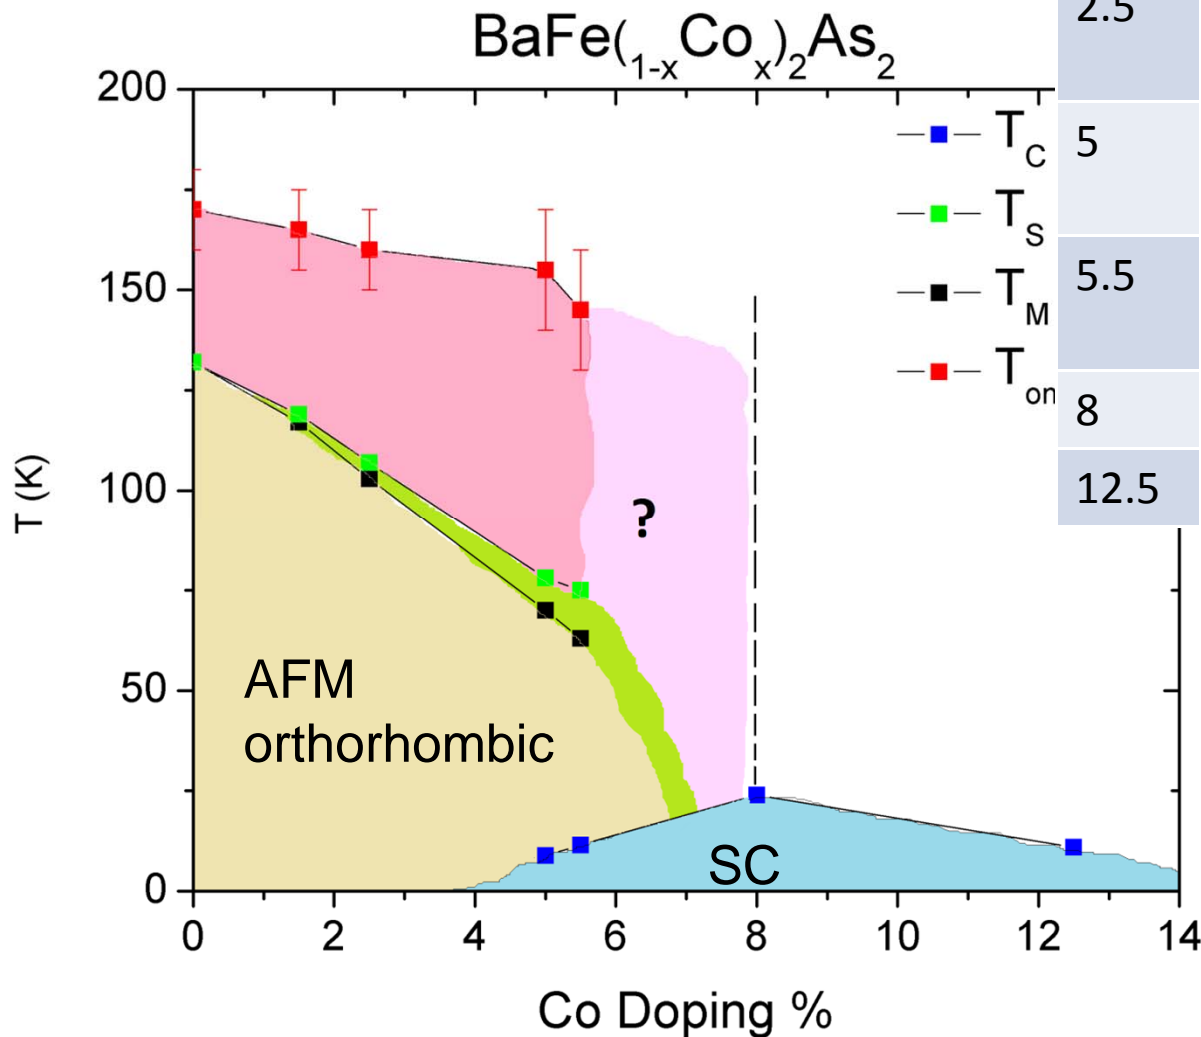 BaFe(1-xCox)2As2
2.5
5
5.5
8
12.5
200
150
100
50
0
T (K)
TC
TS
TM
Ton
?
AFM
orthorhombic
SC
0 2 4 6 8 10 12 14
Co Doping %